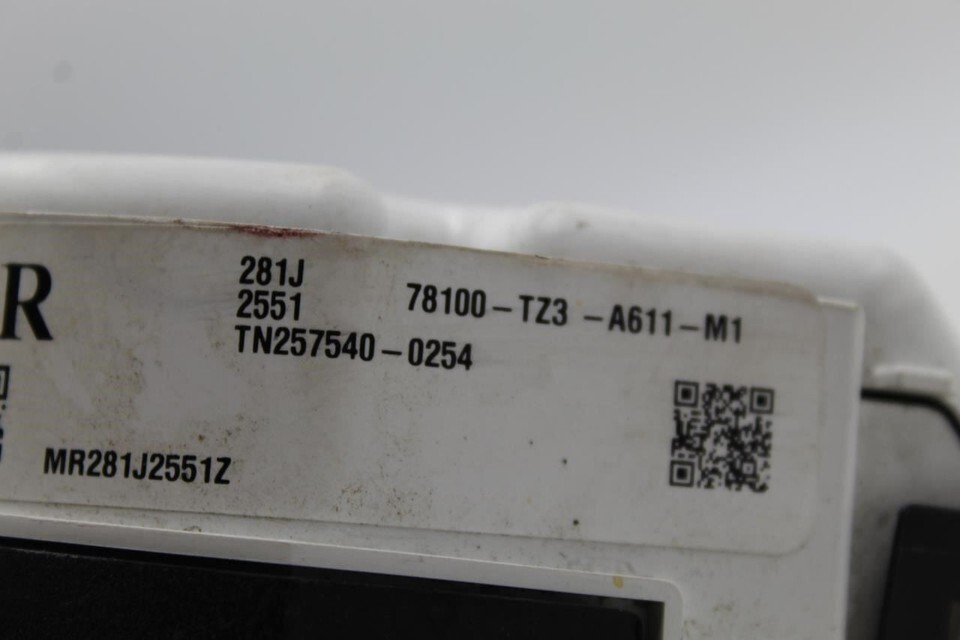 R
281J
2551
78100-TZ3-A611-M1
TN257540-0254
MR281J2551Z